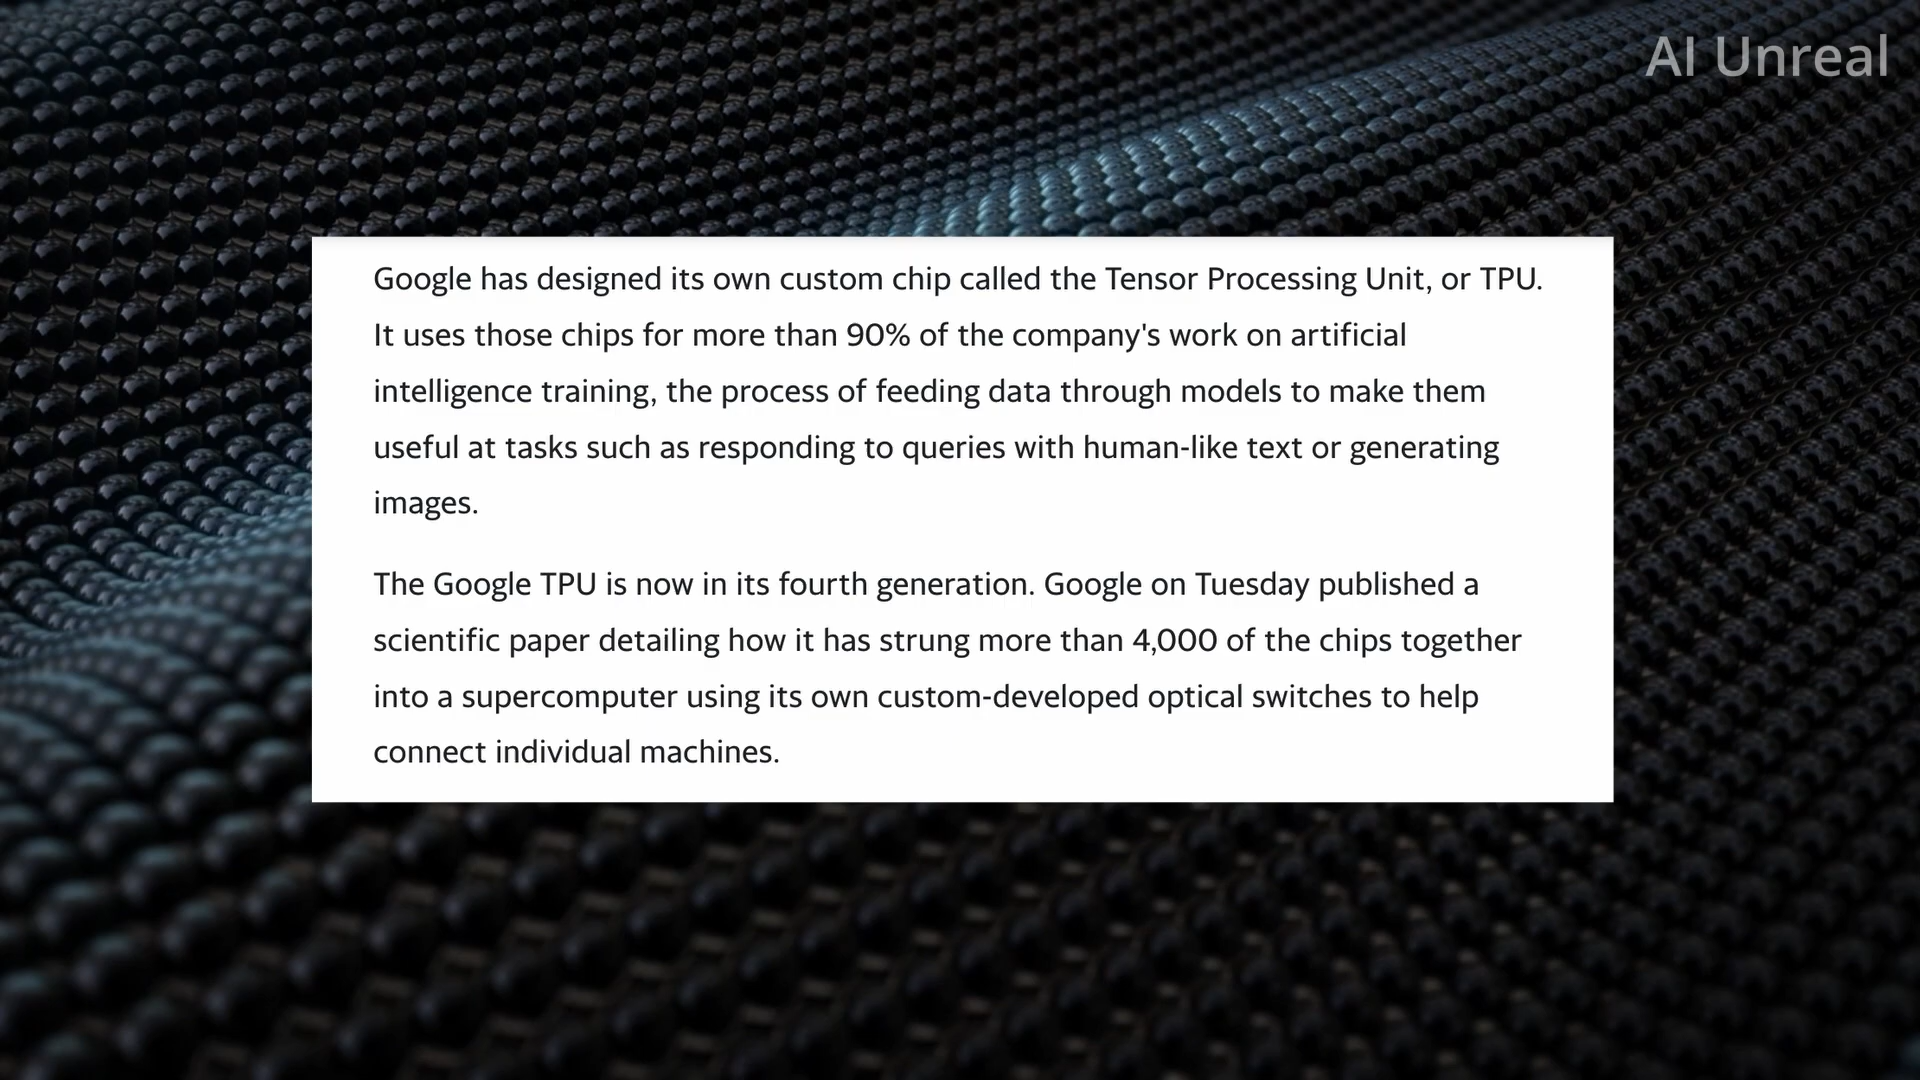 AI Unreal
Google has designed its own custom chip called the Tensor Processing Unit, or TPU.
It uses those chips for more than 90% of the company's work on artificial
intelligence training, the process of feeding data through models to make them
useful at tasks such as responding to queries with human-like text or generating
images.
The Google TPU is now in its fourth generation. Google on Tuesday published a
scientific paper detailing how it has strung more than 4,000 of the chips together
into a supercomputer using its own custom-developed optical switches to help
connect individual machines.